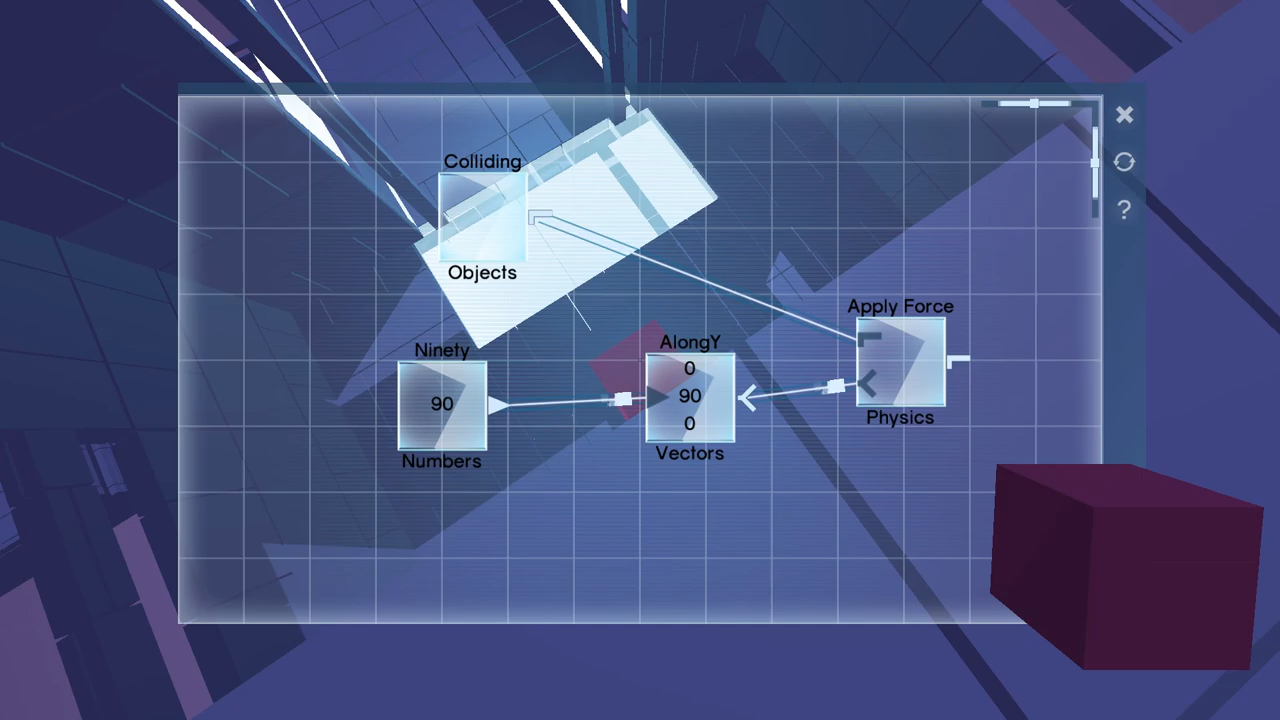 Colliding
Objects
?
Apply Force
Physics
Ninety
90
Numbers
AlongY
0
90
0
Vectors